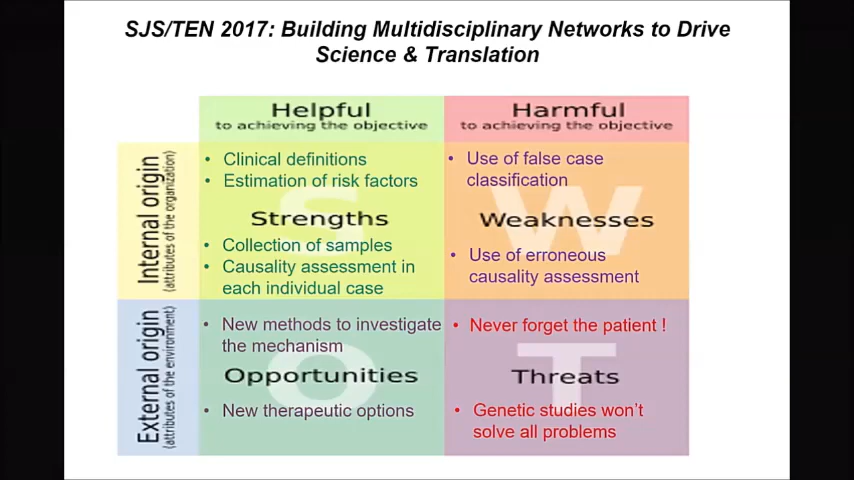 SJS/TEN 2017: Building Multidisciplinary Networks to Drive
Science & Translation
Helpful
to achieving the objective
Harmful
to achieving the objective
Internal origin
(attributes of the organization)
• Clinical definitions
• Estimation of risk factors
S
Strengths
• Collection of samples
• Causality assessment in
each individual case
• Use of false case
classification
W
Weaknesses
• Use of erroneous
causality assessment
External origin
(attributes of the environment)
• New methods to investigate
the mechanism
O
Opportunities
• New therapeutic options
• Never forget the patient !
T
Threats
• Genetic studies won't
solve all problems